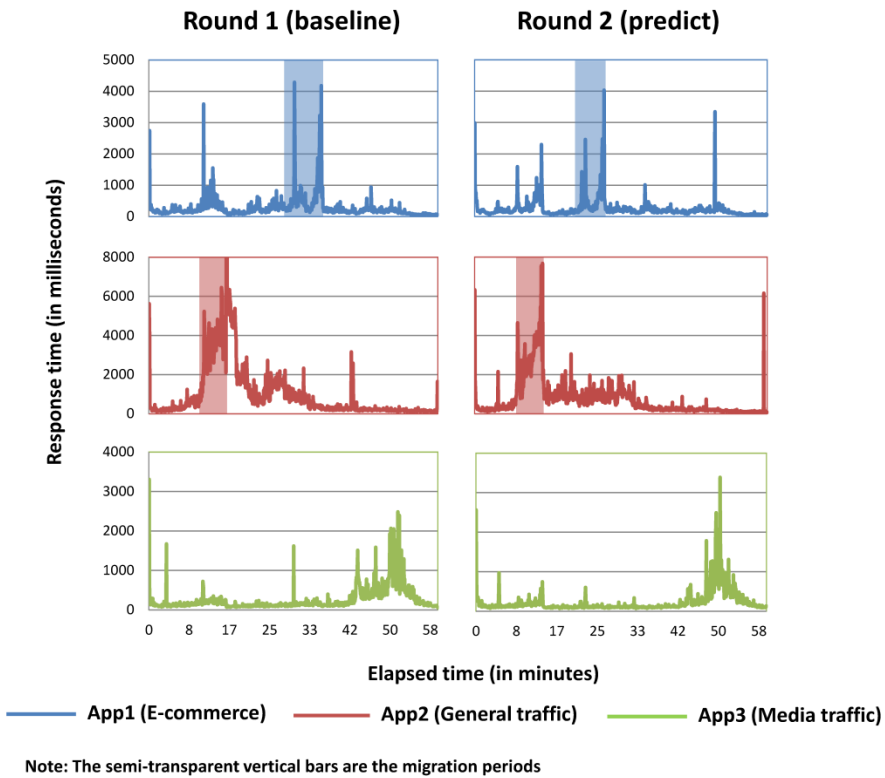 Round 1 (baseline)
Round 2 (predict)
Response time (in milliseconds)
5000
4000
3000
2000
1000
0
8000
6000
4000
2000
0
4000
3000
2000
1000
0
0 8 17 25 33 42 50 58
0 8 17 25 33 42 50 58
Elapsed time (in minutes)
App1 (E-commerce)
App2 (General traffic)
App3 (Media traffic)
Note: The semi-transparent vertical bars are the migration periods